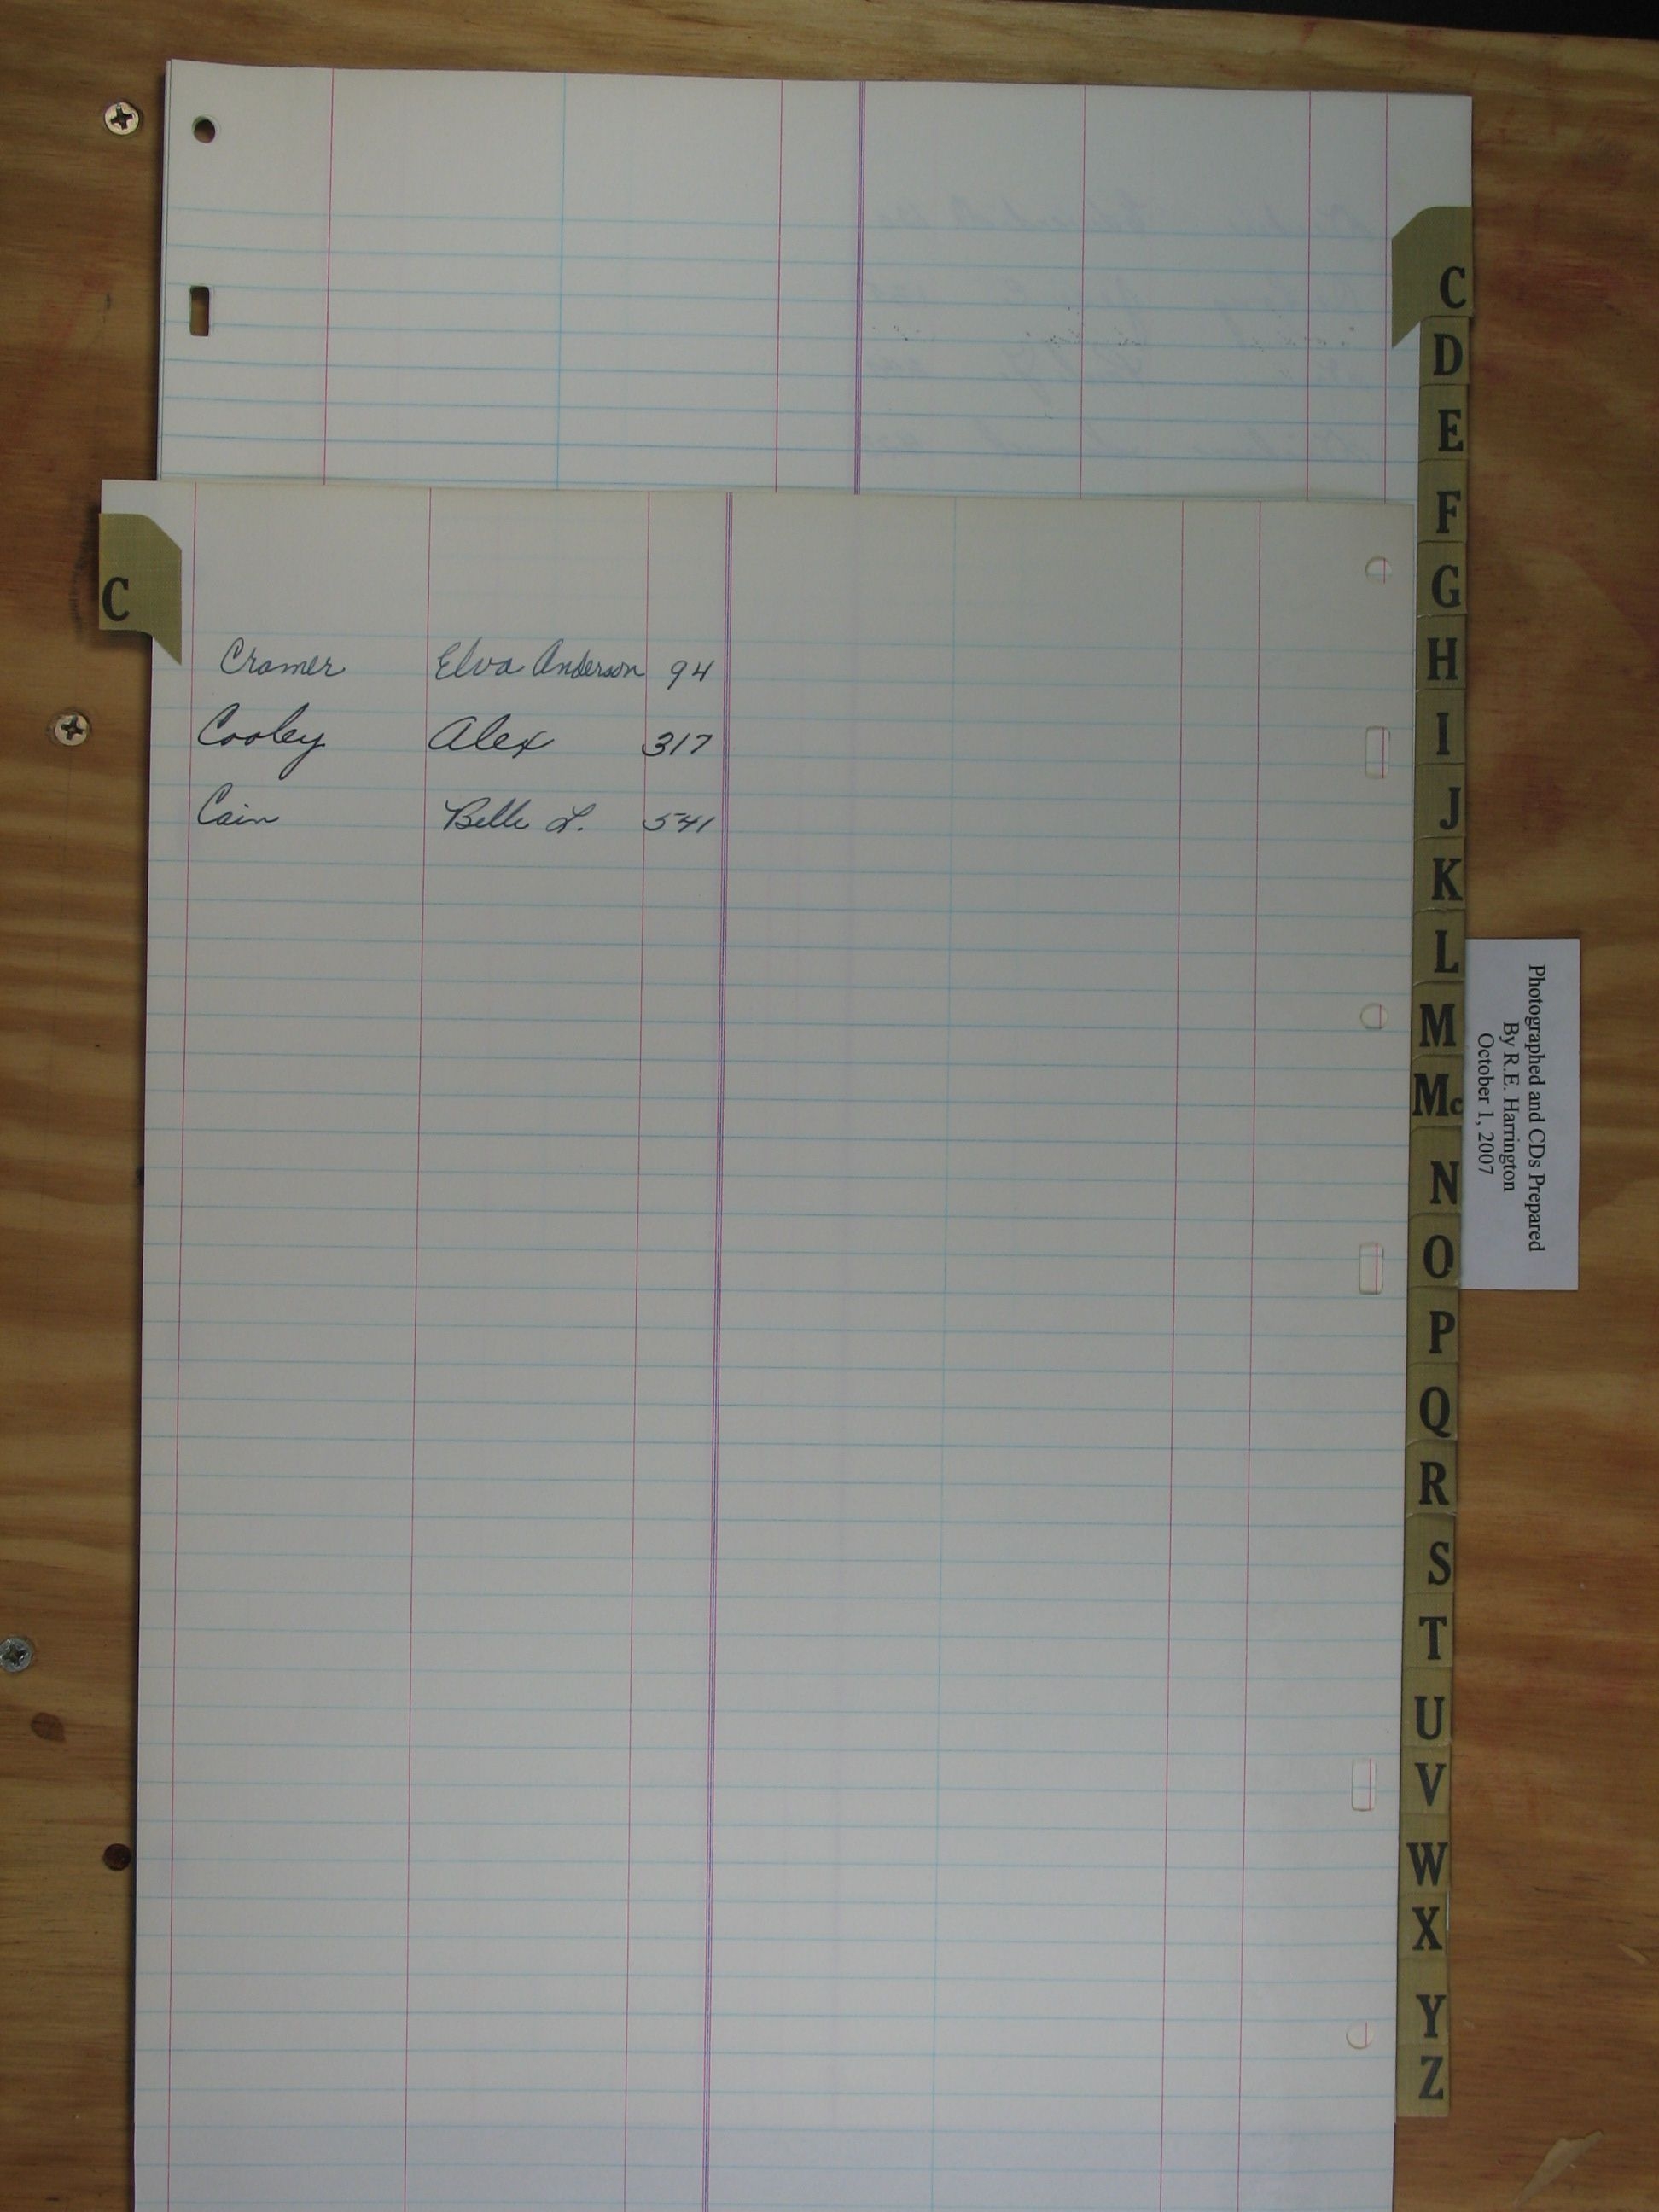 C
Cramer Elva Anderson 94
Cooley Alex 317
Cain Belle L. 541
C
D
E
F
G
H
I
J
K
L
M
Mc
N
O
P
Q
R
S
T
U
V
W
X
Y
Z
Photographed and CDs Prepared
By R.E. Harrington
October 1, 2007